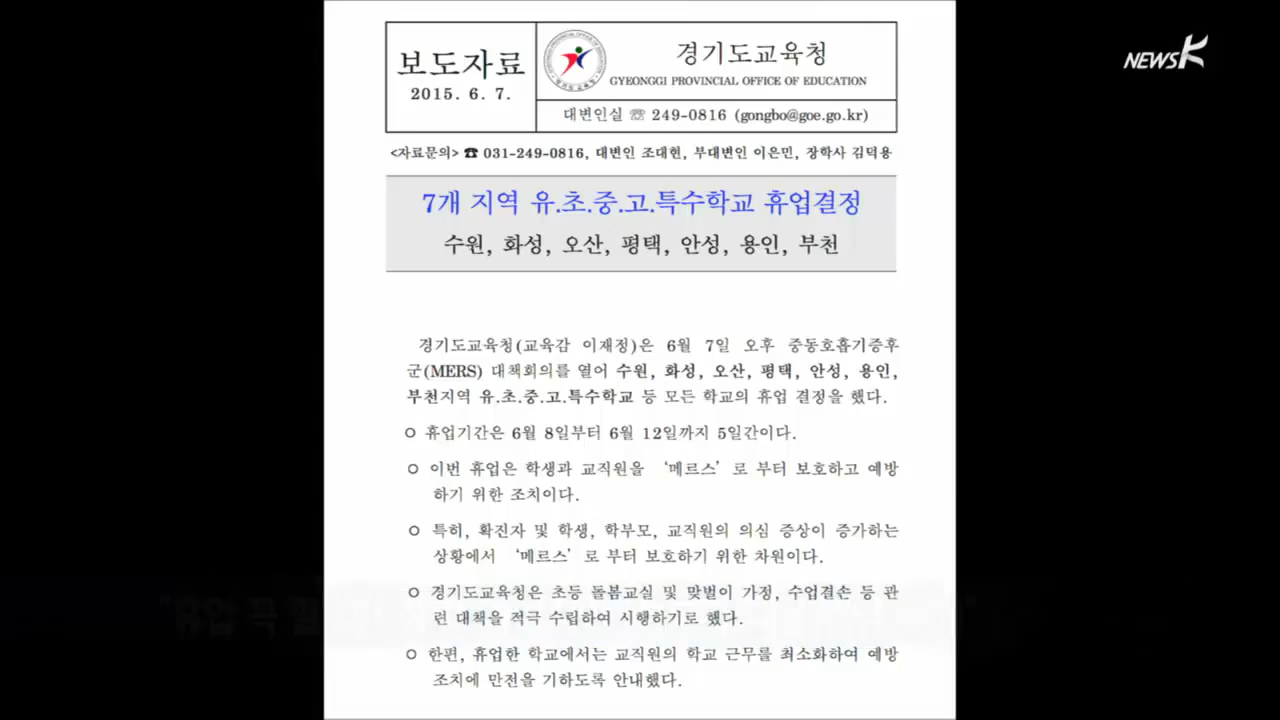 NEWS K
보도자료
2015. 6. 7.
경기도교육청
GYEONGGI PROVINCIAL OFFICE OF EDUCATION
대변인실 ☏ 249-0816 (gongbo@goe.go.kr)
<자료문의> ☎ 031-249-0816, 대변인 조대현, 부대변인 이은민, 장학사 김덕용
7개 지역 유.초.중.고.특수학교 휴업결정
수원, 화성, 오산, 평택, 안성, 용인, 부천
경기도교육청(교육감 이재정)은 6월 7일 오후 중동호흡기증후
군(MERS) 대책회의를 열어 수원, 화성, 오산, 평택, 안성, 용인,
부천지역 유.초.중.고.특수학교 등 모든 학교의 휴업 결정을 했다.
○ 휴업기간은 6월 8일부터 6월 12일까지 5일간이다.
○ 이번 휴업은 학생과 교직원을 ‘메르스’로 부터 보호하고 예방
하기 위한 조치이다.
○ 특히, 확진자 및 학생, 학부모, 교직원의 의심 증상이 증가하는
상황에서 ‘메르스’로 부터 보호하기 위한 차원이다.
○ 경기도교육청은 초등 돌봄교실 및 맞벌이 가정, 수업결손 등 관
련 대책을 적극 수립하여 시행하기로 했다.
○ 한편, 휴업한 학교에서는 교직원의 학교 근무를 최소화하여 예방
조치에 만전을 기하도록 안내했다.